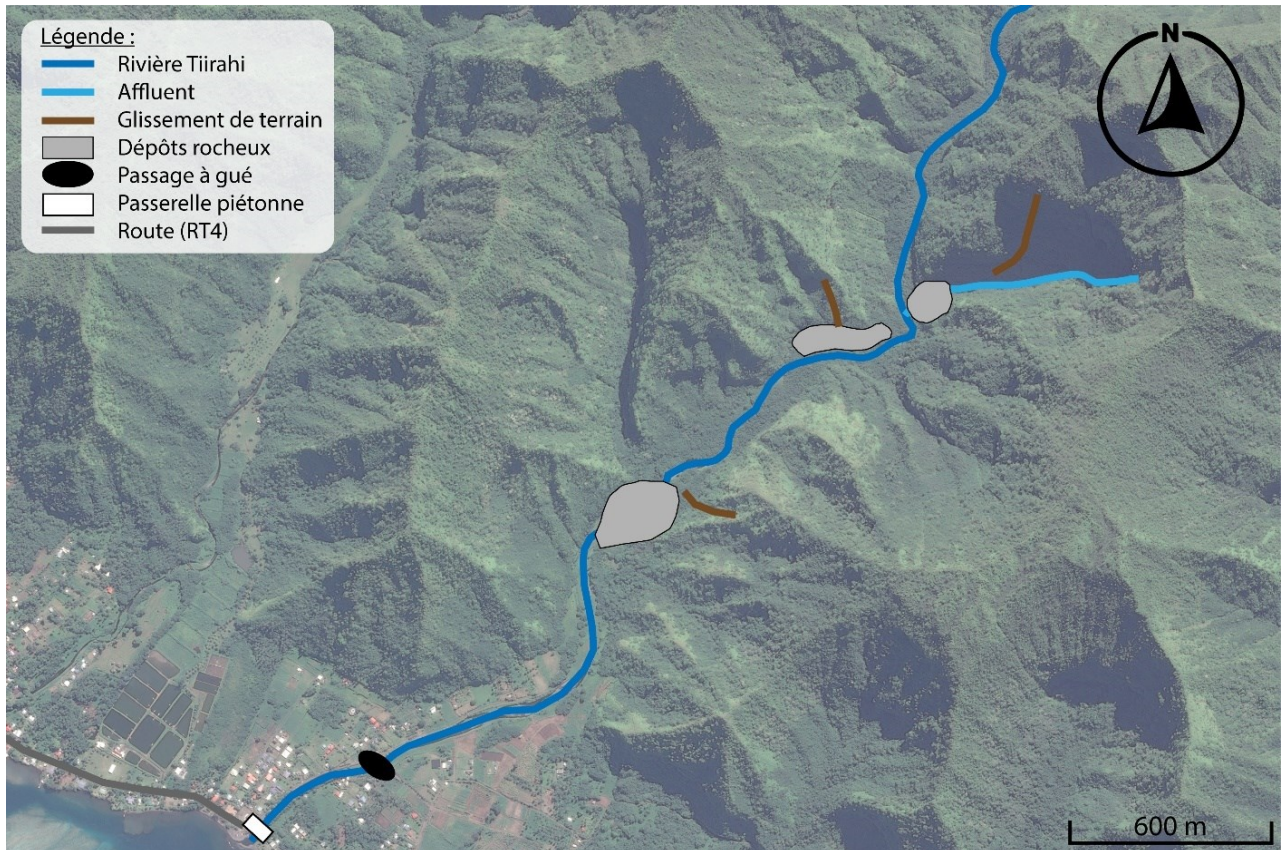 Légende :
Rivière Tiirahi
Affluent
Glissement de terrain
Dépôts rocheux
Passage à gué
Passerelle piétonne
Route (RT4)
N
600 m